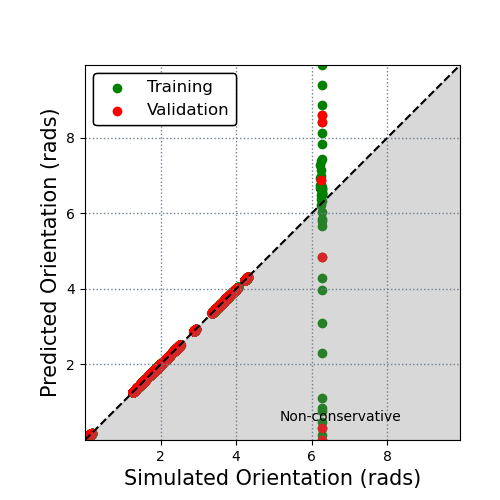 Training
Validation
8
6
4
2
Predicted Orientation (rads)
Non-conservative
2
4
6
8
Simulated Orientation (rads)